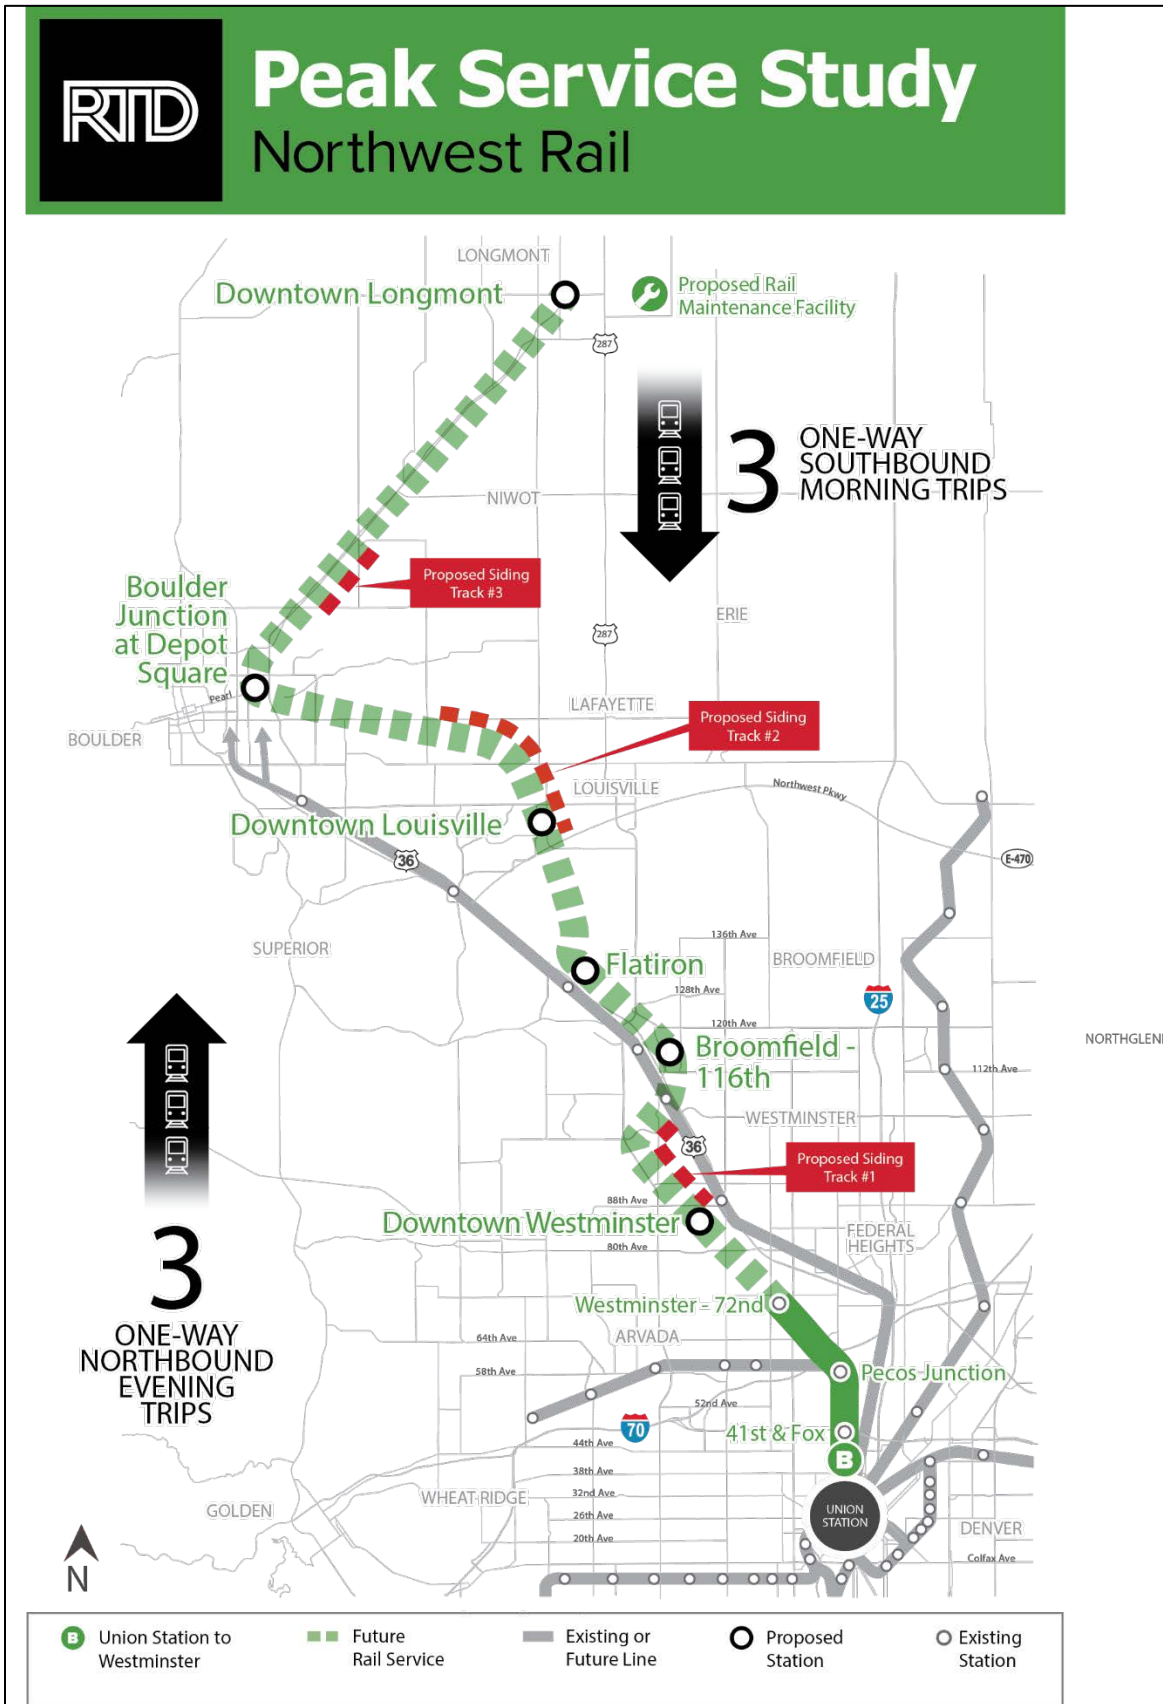 RTD
Peak Service Study
Northwest Rail
LONGMONT
Downtown Longmont
Proposed Rail
Maintenance Facility
287
3
ONE-WAY
SOUTHBOUND
MORNING TRIPS
NIWOT
Proposed Siding
Track #3
Boulder
Junction
at Depot
Square
ERIE
287
Pearl
LAFAYETTE
Proposed Siding
Track #2
BOULDER
LOUISVILLE
Northwest Pkwy
Downtown Louisville
36
E-470
136th Ave
SUPERIOR
BROOMFIELD
Flatiron
128th Ave
25
120th Ave
NORTHGLENN
Broomfield -
116th
112th Ave
WESTMINSTER
36
Proposed Siding
Track #1
88th Ave
Downtown Westminster
FEDERAL
HEIGHTS
80th Ave
3
ONE-WAY
NORTHBOUND
EVENING
TRIPS
Westminster - 72nd
64th Ave
ARVADA
58th Ave
Pecos Junction
52nd Ave
70
41st & Fox
44th Ave
B
38th Ave
WHEAT RIDGE
32nd Ave
GOLDEN
26th Ave
UNION
STATION
DENVER
20th Ave
Colfax Ave
N
B
Union Station to
Westminster
Future
Rail Service
Existing or
Future Line
Proposed
Station
Existing
Station